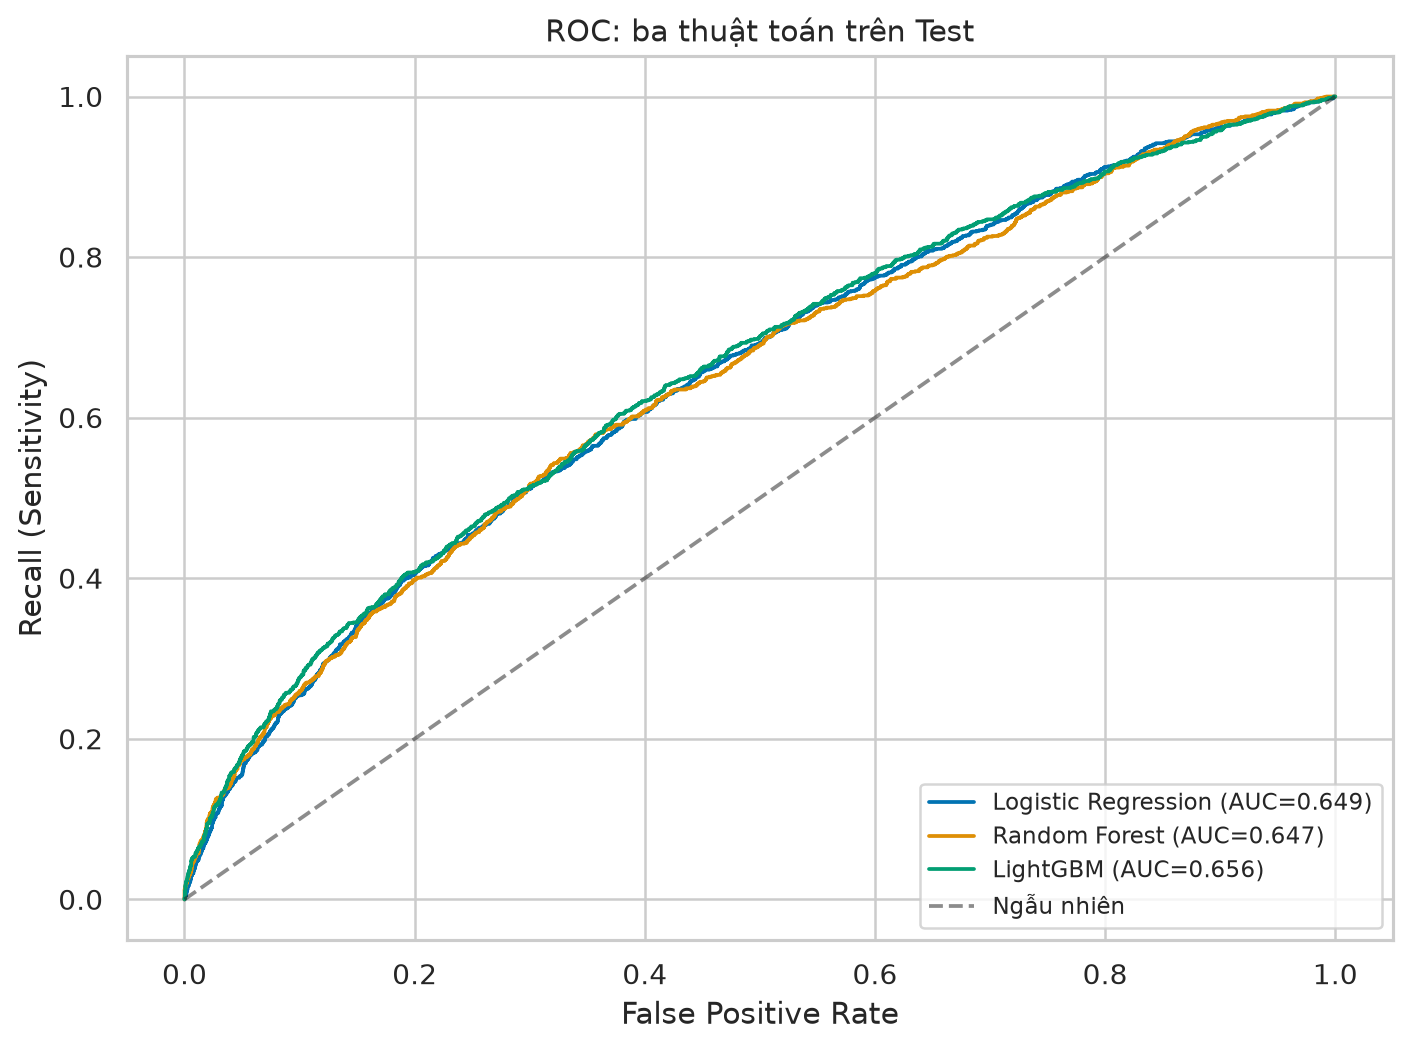 ROC: ba thuật toán trên Test
Recall (Sensitivity)
1.0
0.8
0.6
0.4
0.2
0.0
0.0 0.2 0.4 0.6 0.8 1.0
False Positive Rate
Logistic Regression (AUC=0.649)
Random Forest (AUC=0.647)
LightGBM (AUC=0.656)
Ngẫu nhiên